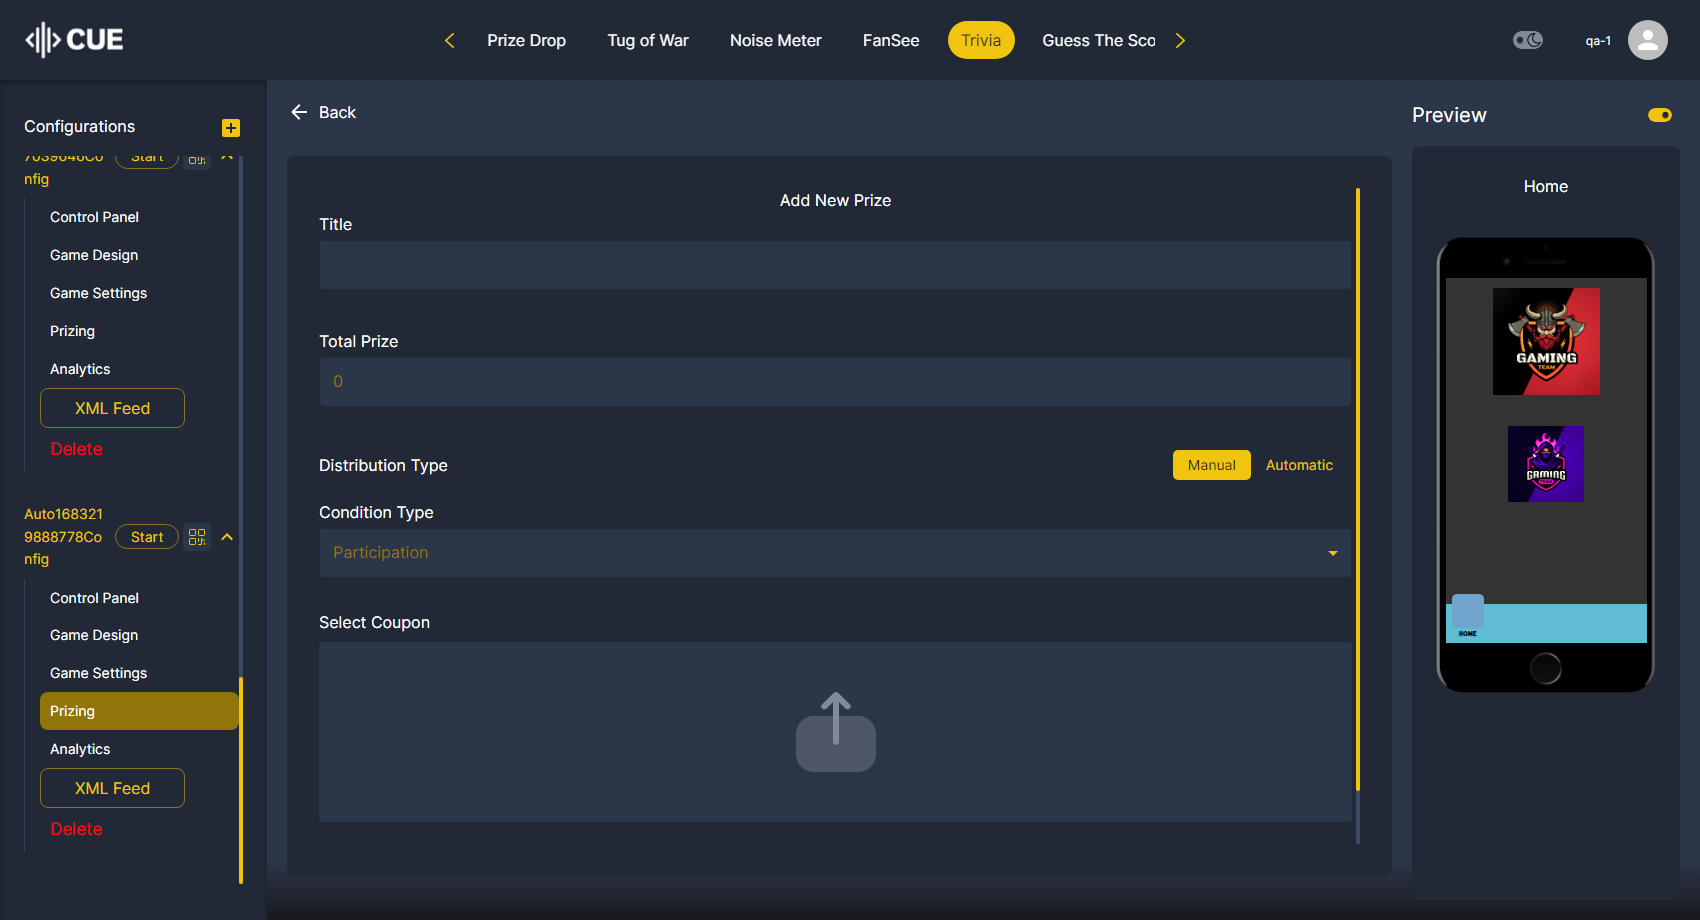 CUE
Prize Drop
Tug of War
Noise Meter
FanSee
Trivia
Guess The Sco
qa-1
Configurations
7039646Co
nfig
Start
Control Panel
Game Design
Game Settings
Prizing
Analytics
XML Feed
Delete
Auto168321
9888778Co
nfig
Start
Control Panel
Game Design
Game Settings
Prizing
Analytics
XML Feed
Delete
Back
Add New Prize
Title
Total Prize
0
Distribution Type
Manual
Automatic
Condition Type
Participation
Select Coupon
Preview
Home
GAMING
TEAM
GAMING
HOME